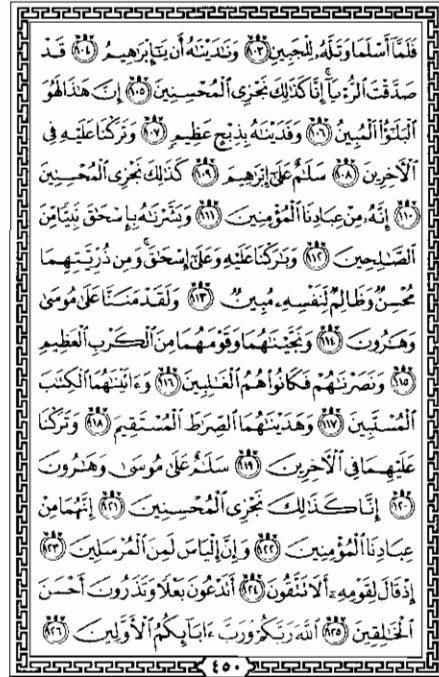 فَلَمَّآ أَسْلَمَا وَتَلَّهُۥ لِلْجَبِينِ ﴿١٠٣﴾ وَنَـٰدَيْنَـٰهُ أَن يَـٰٓإِبْرَٰهِيمُ ﴿١٠٤﴾ قَدْ
صَدَّقْتَ ٱلرُّءْيَآ ۚ إِنَّا كَذَٰلِكَ نَجْزِى ٱلْمُحْسِنِينَ ﴿١٠٥﴾ إِنَّ هَـٰذَا لَهُوَ
ٱلْبَلَـٰٓؤُا۟ ٱلْمُبِينُ ﴿١٠٦﴾ وَفَدَيْنَـٰهُ بِذِبْحٍ عَظِيمٍ ﴿١٠٧﴾ وَتَرَكْنَا عَلَيْهِ فِى
ٱلْـَٔاخِرِينَ ﴿١٠٨﴾ سَلَـٰمٌ عَلَىٰٓ إِبْرَٰهِيمَ ﴿١٠٩﴾ كَذَٰلِكَ نَجْزِى ٱلْمُحْسِنِينَ
﴿١١٠﴾ إِنَّهُۥ مِنْ عِبَادِنَا ٱلْمُؤْمِنِينَ ﴿١١١﴾ وَبَشَّرْنَـٰهُ بِإِسْحَـٰقَ نَبِيًّا مِّنَ
ٱلصَّـٰلِحِينَ ﴿١١٢﴾ وَبَـٰرَكْنَا عَلَيْهِ وَعَلَىٰٓ إِسْحَـٰقَ ۚ وَمِن ذُرِّيَّتِهِمَا
مُحْسِنٌ وَظَالِمٌ لِّنَفْسِهِۦ مُبِينٌ ﴿١١٣﴾ وَلَقَدْ مَنَنَّا عَلَىٰ مُوسَىٰ
وَهَـٰرُونَ ﴿١١٤﴾ وَنَجَّيْنَـٰهُمَا وَقَوْمَهُمَا مِنَ ٱلْكَرْبِ ٱلْعَظِيمِ
﴿١١٥﴾ وَنَصَرْنَـٰهُمْ فَكَانُوا۟ هُمُ ٱلْغَـٰلِبِينَ ﴿١١٦﴾ وَءَاتَيْنَـٰهُمَا ٱلْكِتَـٰبَ
ٱلْمُسْتَبِينَ ﴿١١٧﴾ وَهَدَيْنَـٰهُمَا ٱلصِّرَٰطَ ٱلْمُسْتَقِيمَ ﴿١١٨﴾ وَتَرَكْنَا
عَلَيْهِمَا فِى ٱلْـَٔاخِرِينَ ﴿١١٩﴾ سَلَـٰمٌ عَلَىٰ مُوسَىٰ وَهَـٰرُونَ
﴿١٢٠﴾ إِنَّا كَذَٰلِكَ نَجْزِى ٱلْمُحْسِنِينَ ﴿١٢١﴾ إِنَّهُمَا مِنْ
عِبَادِنَا ٱلْمُؤْمِنِينَ ﴿١٢٢﴾ وَإِنَّ إِلْيَاسَ لَمِنَ ٱلْمُرْسَلِينَ ﴿١٢٣﴾
إِذْ قَالَ لِقَوْمِهِۦٓ أَلَا تَتَّقُونَ ﴿١٢٤﴾ أَتَدْعُونَ بَعْلًا وَتَذَرُونَ أَحْسَنَ
ٱلْخَـٰلِقِينَ ﴿١٢٥﴾ ٱللَّهَ رَبَّكُمْ وَرَبَّ ءَابَآئِكُمُ ٱلْأَوَّلِينَ ﴿١٢٦﴾
٤٥٠